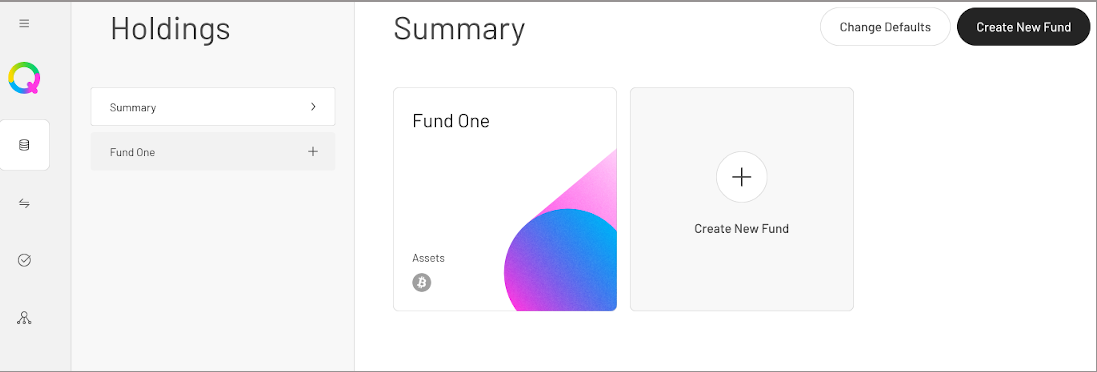 Holdings
Summary
Fund One
Summary
Change Defaults
Create New Fund
Fund One
Assets
Create New Fund